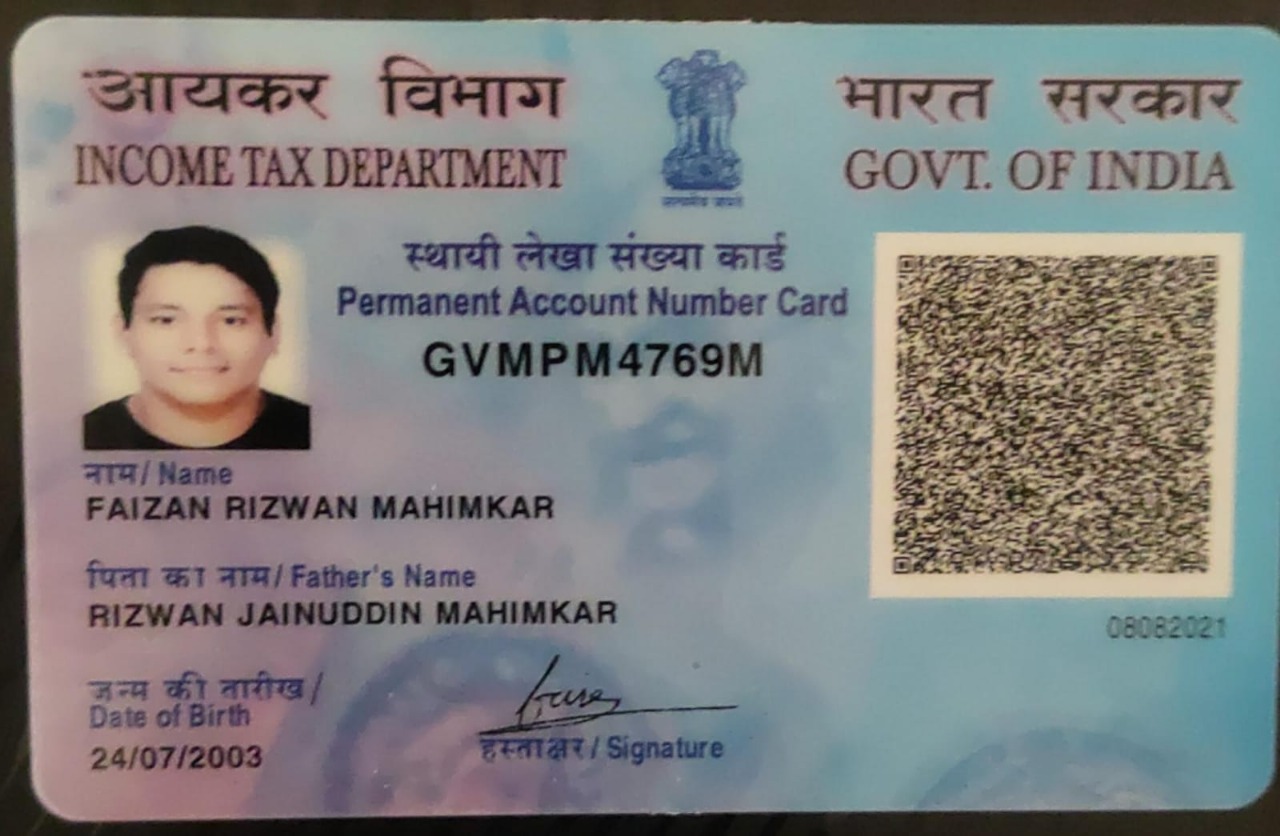 आयकर विभाग
INCOME TAX DEPARTMENT
भारत सरकार
GOVT. OF INDIA
सत्यमेव जयते
स्थायी लेखा संख्या कार्ड
Permanent Account Number Card
GVMPM4769M
नाम / Name
FAIZAN RIZWAN MAHIMKAR
पिता का नाम / Father's Name
RIZWAN JAINUDDIN MAHIMKAR
08082021
जन्म की तारीख /
Date of Birth
24/07/2003
हस्ताक्षर / Signature